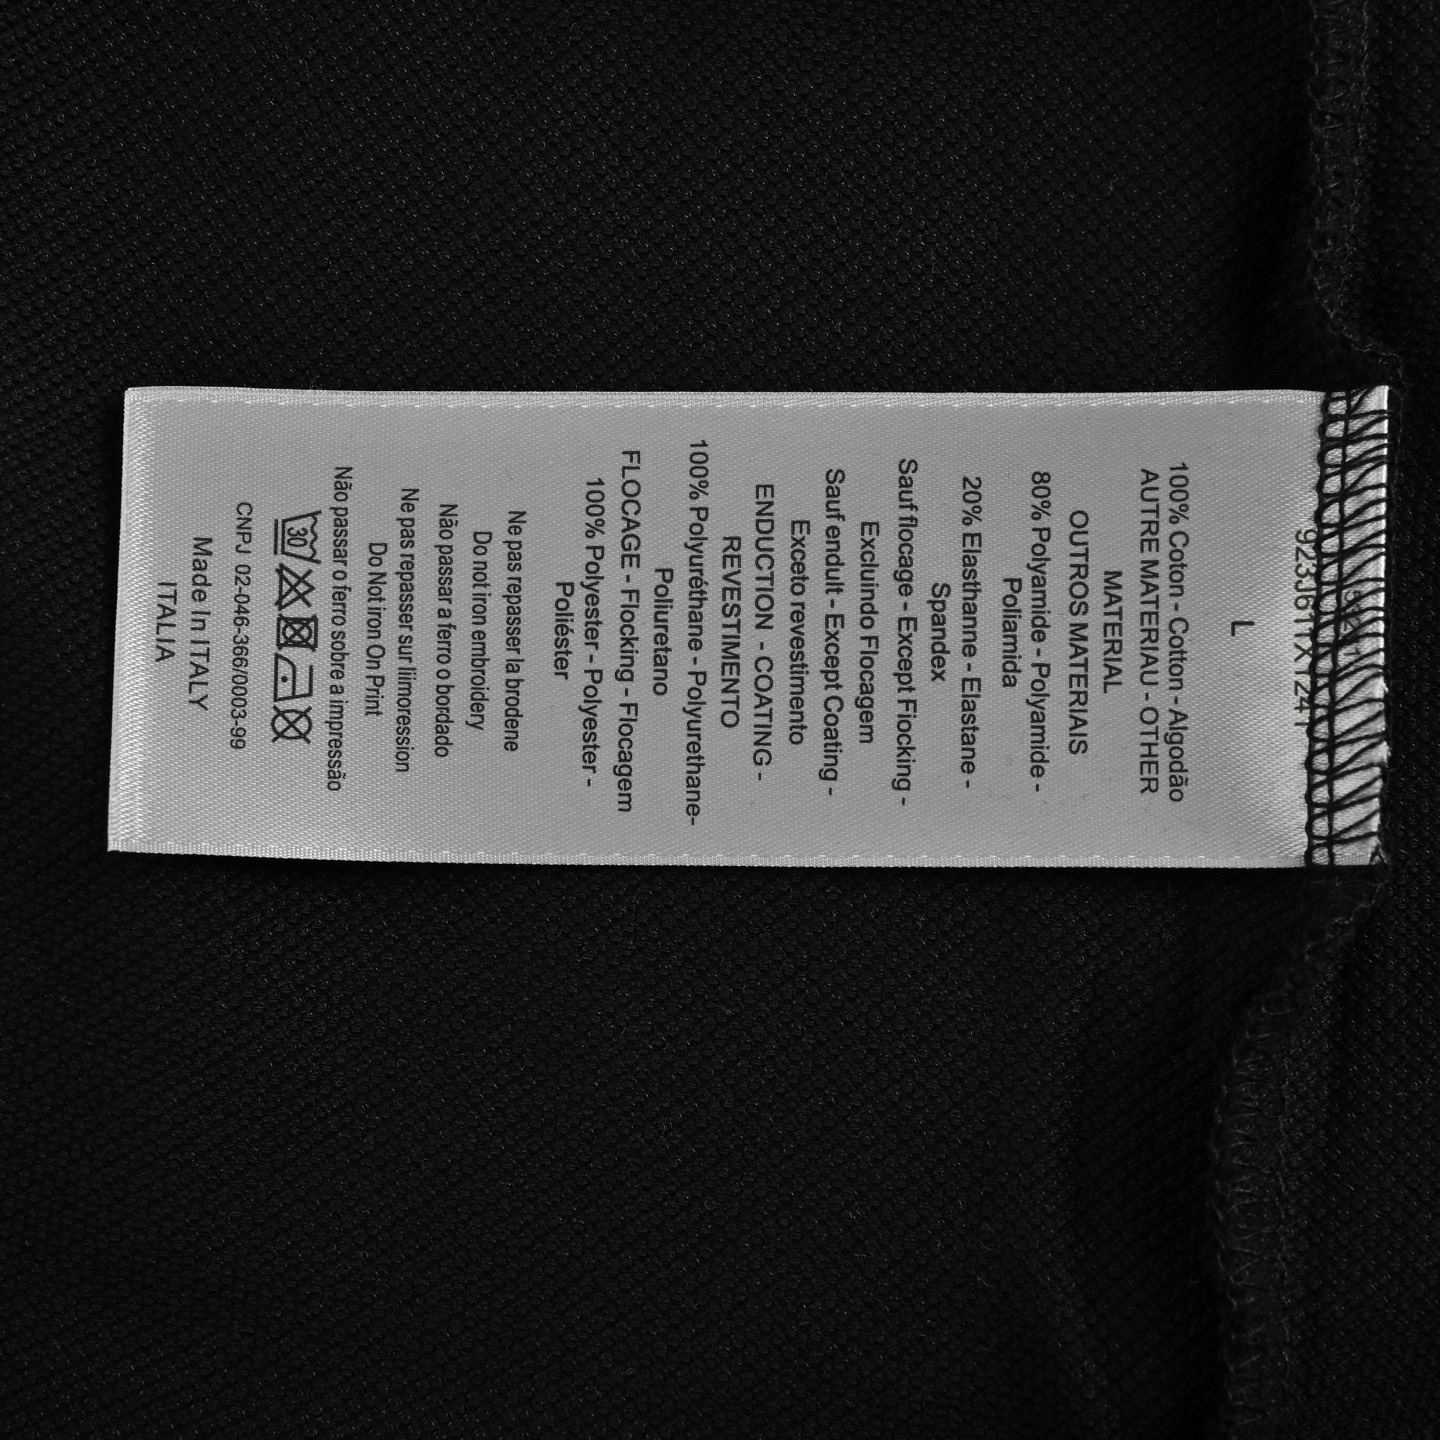 923J611X1241
L
100% Coton - Cotton - Algodão
AUTRE MATERIAU - OTHER
MATERIAL
OUTROS MATERIAIS
80% Polyamide - Polyamide -
Poliamida
20% Elasthanne - Elastane -
Spandex
Sauf flocage - Except Fiocking -
Excluindo Flocagem
Sauf endult - Except Coating -
Exceto revestimento
ENDUCTION - COATING -
REVESTIMENTO
100% Polyuréthane - Polyurethane-
Poliuretano
FLOCAGE - Flocking - Flocagem
100% Polyester - Polyester -
Poliéster
Ne pas repasser la brodene
Do not iron embroidery
Não passar a ferro o bordado
Ne pas repasser sur liimoression
Do Not iron On Print
Não passar o ferro sobre a impressão
30
CNPJ 02-046-366/0003-99
Made In ITALY
ITALIA